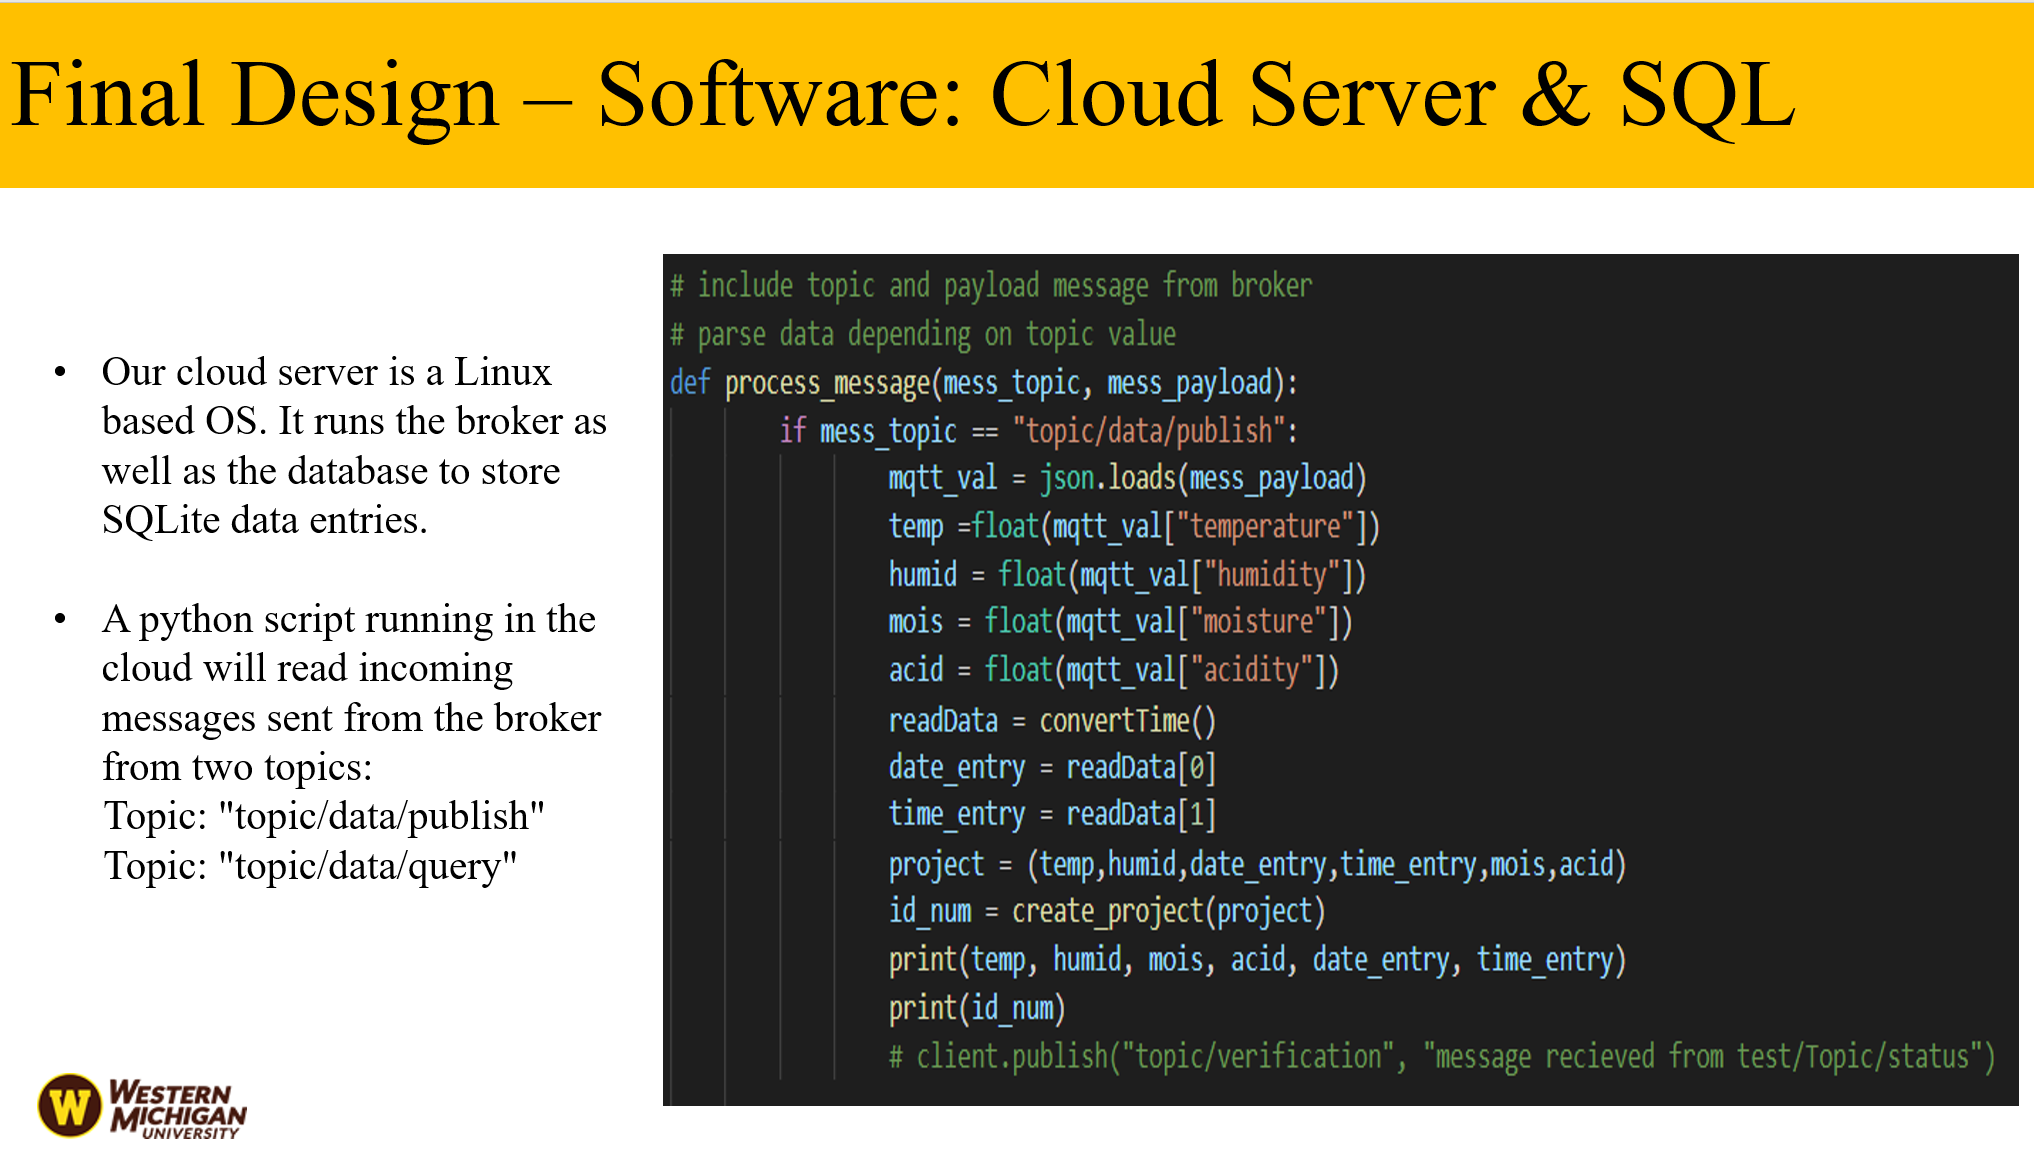 Final Design – Software: Cloud Server & SQL
• Our cloud server is a Linux
based OS. It runs the broker as
well as the database to store
SQLite data entries.
• A python script running in the
cloud will read incoming
messages sent from the broker
from two topics:
Topic: "topic/data/publish"
Topic: "topic/data/query"
# include topic and payload message from broker
# parse data depending on topic value
def process_message(mess_topic, mess_payload):
if mess_topic == "topic/data/publish":
mqtt_val = json.loads(mess_payload)
temp =float(mqtt_val["temperature"])
humid = float(mqtt_val["humidity"])
mois = float(mqtt_val["moisture"])
acid = float(mqtt_val["acidity"])
readData = convertTime()
date_entry = readData[0]
time_entry = readData[1]
project = (temp,humid,date_entry,time_entry,mois,acid)
id_num = create_project(project)
print(temp, humid, mois, acid, date_entry, time_entry)
print(id_num)
# client.publish("topic/verification", "message recieved from test/Topic/status")
W
WESTERN
MICHIGAN
UNIVERSITY